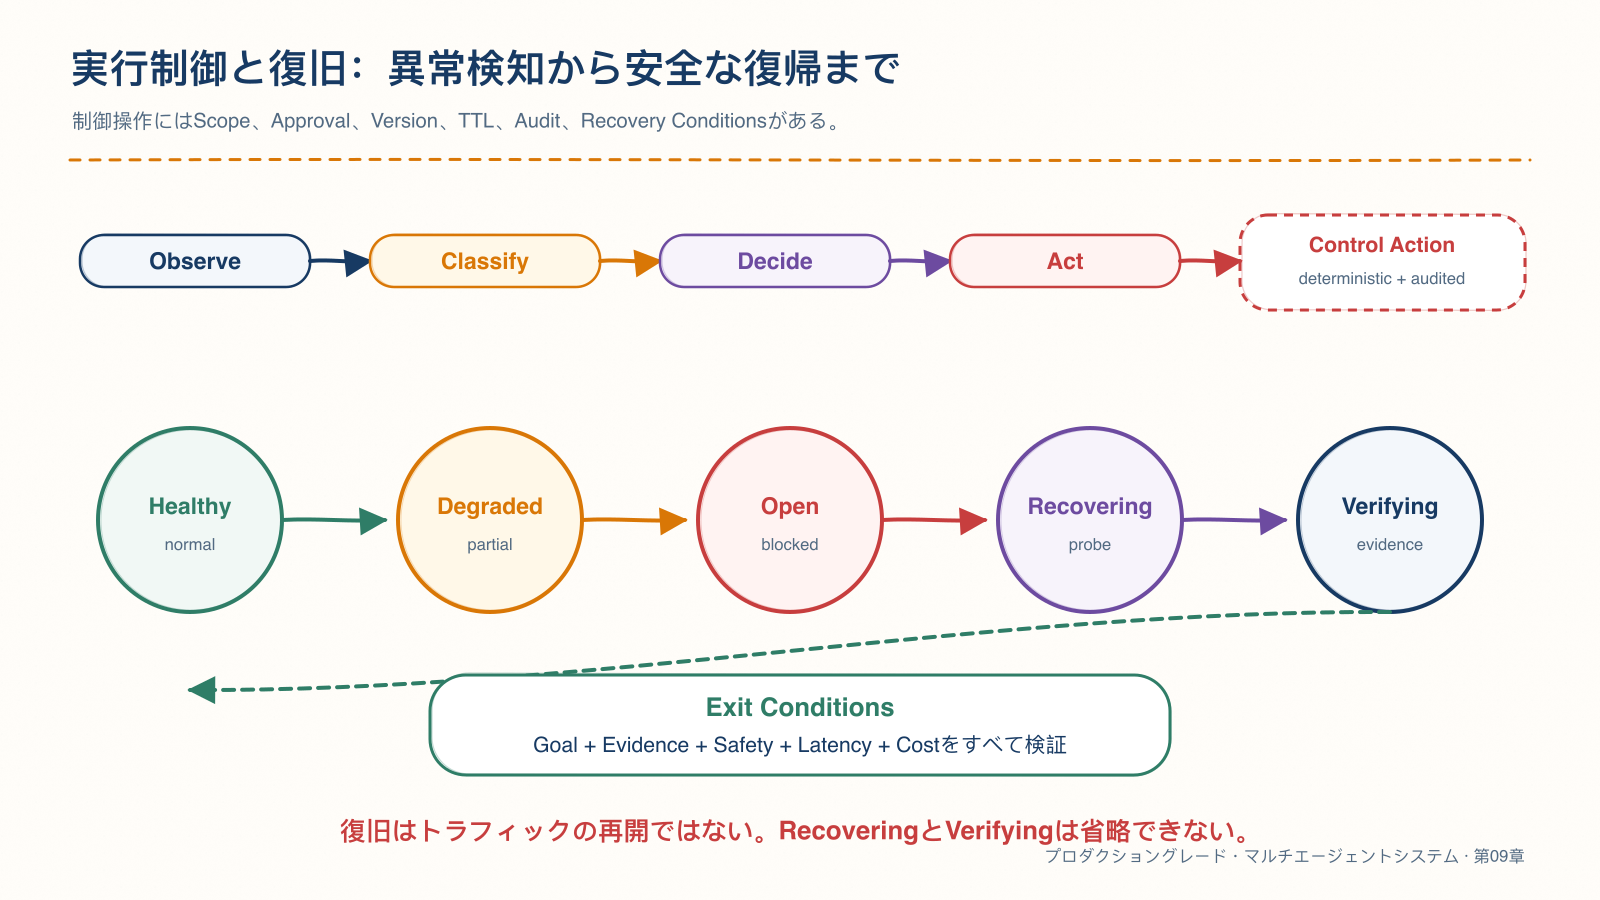 実行制御と復旧：異常検知から安全な復帰まで
制御操作にはScope、Approval、Version、TTL、Audit、Recovery Conditionsがある。
Observe
Classify
Decide
Act
Control Action
deterministic + audited
Healthy
normal
Degraded
partial
Open
blocked
Recovering
probe
Verifying
evidence
Exit Conditions
Goal + Evidence + Safety + Latency + Costをすべて検証
復旧はトラフィックの再開ではない。RecoveringとVerifyingは省略できない。
プロダクショングレード・マルチエージェントシステム · 第09章